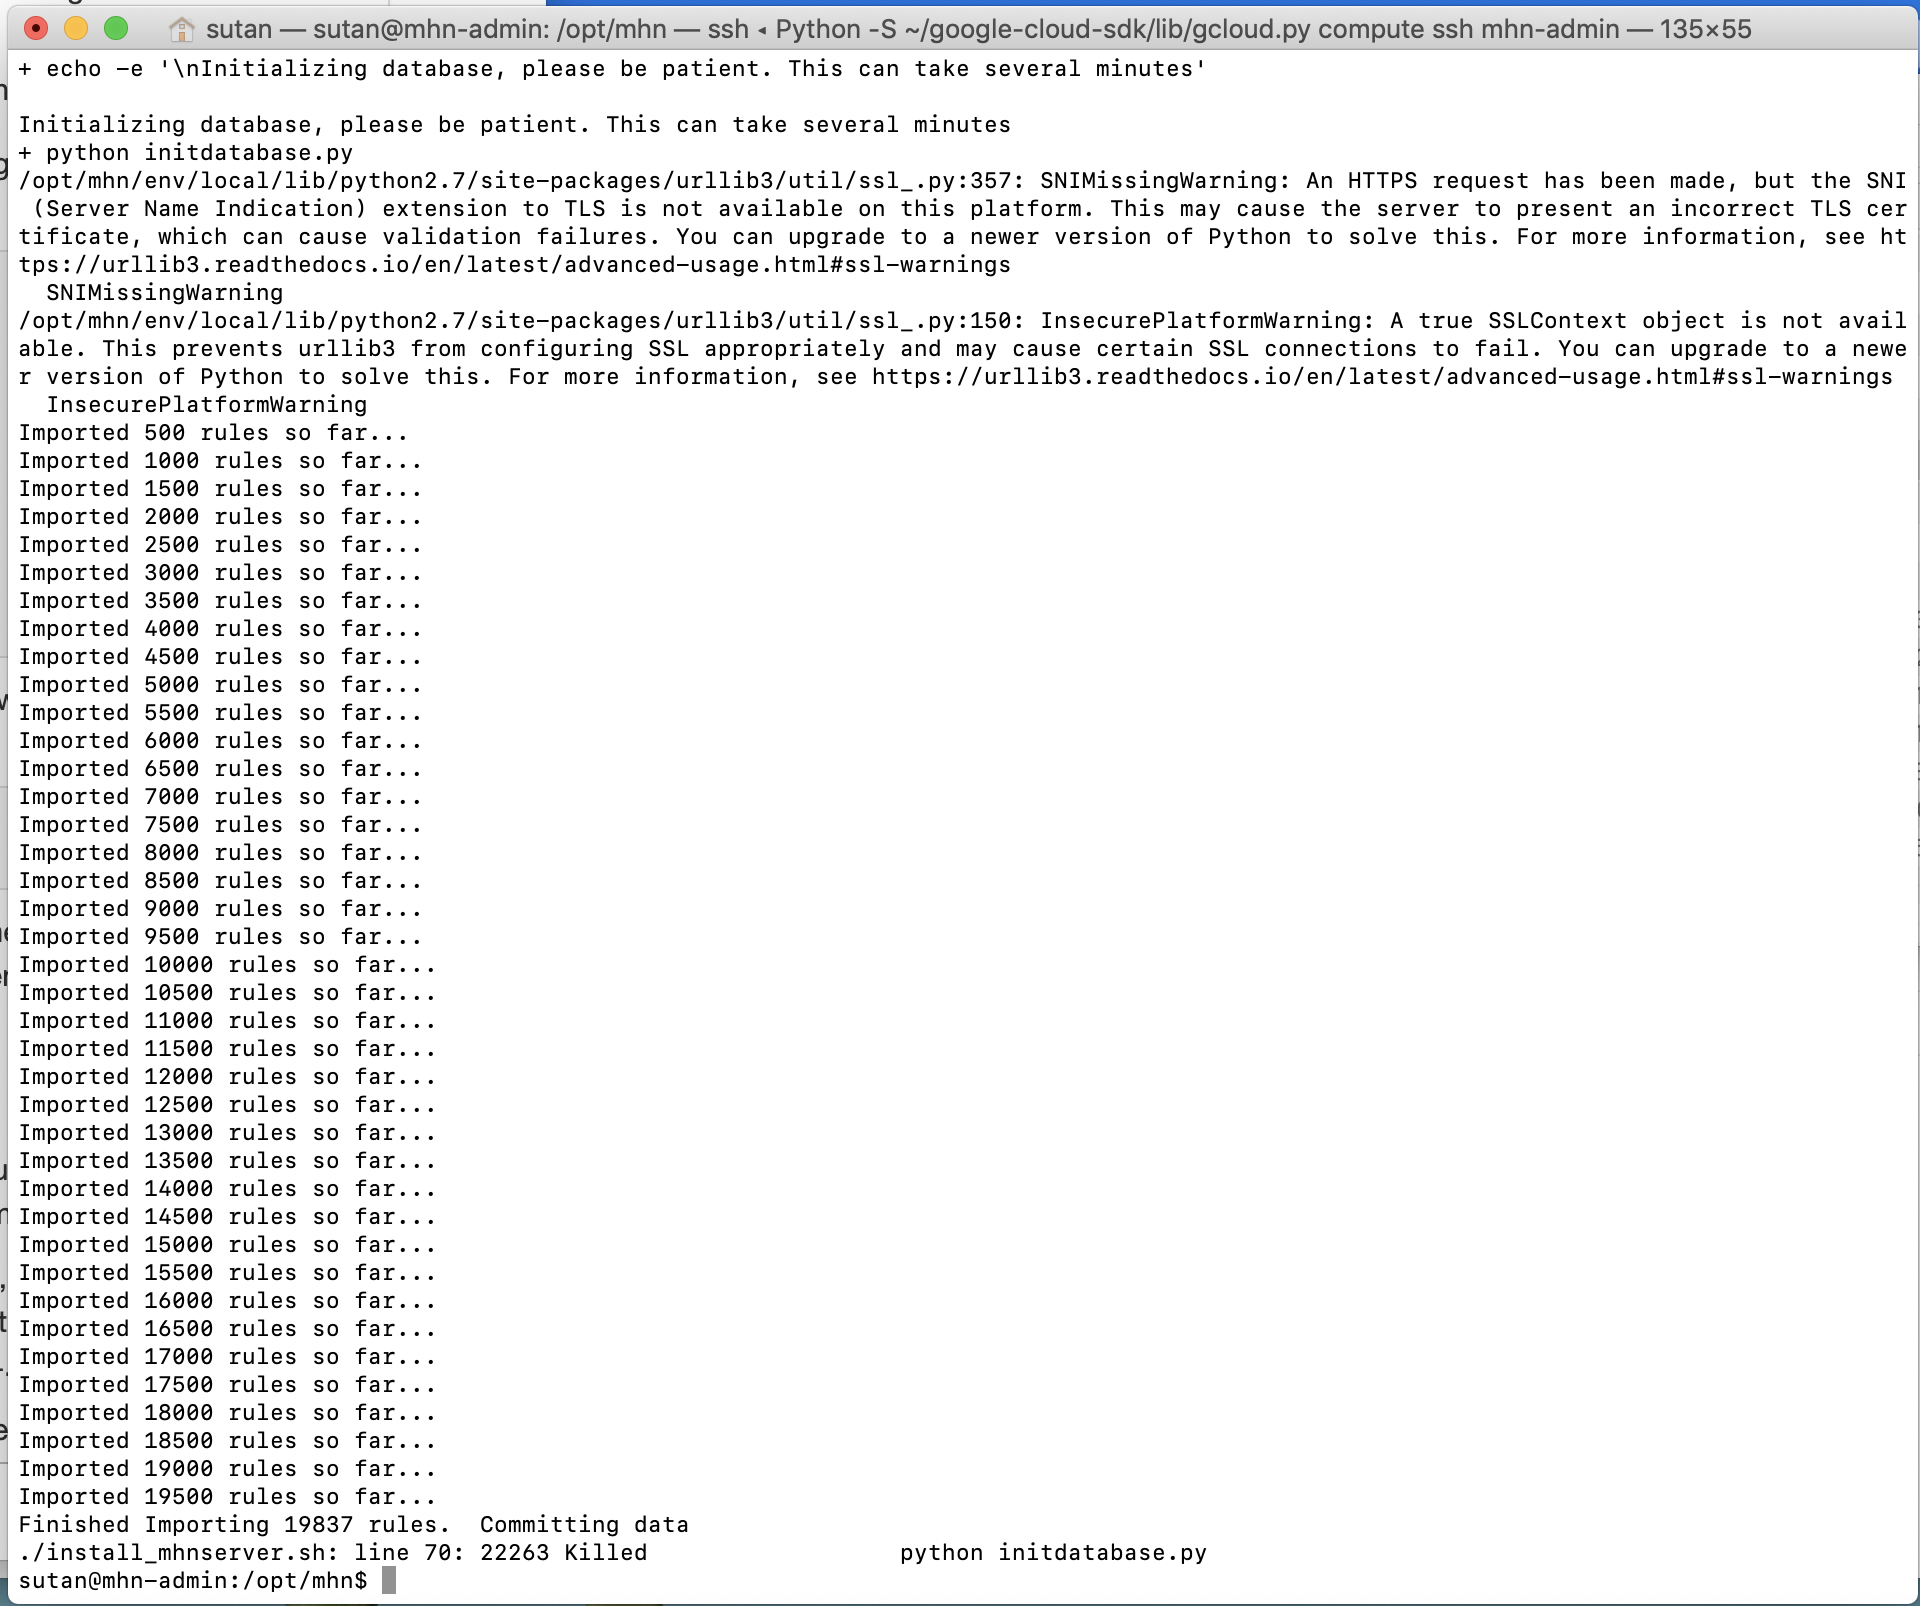 sutan — sutan@mhn-admin: /opt/mhn — ssh ◂ Python -S ~/google-cloud-sdk/lib/gcloud.py compute ssh mhn-admin — 135×55
+ echo -e '\nInitializing database, please be patient. This can take several minutes'
Initializing database, please be patient. This can take several minutes
+ python initdatabase.py
/opt/mhn/env/local/lib/python2.7/site-packages/urllib3/util/ssl_.py:357: SNIMissingWarning: An HTTPS request has been made, but the SNI
(Server Name Indication) extension to TLS is not available on this platform. This may cause the server to present an incorrect TLS cer
tificate, which can cause validation failures. You can upgrade to a newer version of Python to solve this. For more information, see ht
tps://urllib3.readthedocs.io/en/latest/advanced-usage.html#ssl-warnings
SNIMissingWarning
/opt/mhn/env/local/lib/python2.7/site-packages/urllib3/util/ssl_.py:150: InsecurePlatformWarning: A true SSLContext object is not avail
able. This prevents urllib3 from configuring SSL appropriately and may cause certain SSL connections to fail. You can upgrade to a newe
r version of Python to solve this. For more information, see https://urllib3.readthedocs.io/en/latest/advanced-usage.html#ssl-warnings
InsecurePlatformWarning
Imported 500 rules so far...
Imported 1000 rules so far...
Imported 1500 rules so far...
Imported 2000 rules so far...
Imported 2500 rules so far...
Imported 3000 rules so far...
Imported 3500 rules so far...
Imported 4000 rules so far...
Imported 4500 rules so far...
Imported 5000 rules so far...
Imported 5500 rules so far...
Imported 6000 rules so far...
Imported 6500 rules so far...
Imported 7000 rules so far...
Imported 7500 rules so far...
Imported 8000 rules so far...
Imported 8500 rules so far...
Imported 9000 rules so far...
Imported 9500 rules so far...
Imported 10000 rules so far...
Imported 10500 rules so far...
Imported 11000 rules so far...
Imported 11500 rules so far...
Imported 12000 rules so far...
Imported 12500 rules so far...
Imported 13000 rules so far...
Imported 13500 rules so far...
Imported 14000 rules so far...
Imported 14500 rules so far...
Imported 15000 rules so far...
Imported 15500 rules so far...
Imported 16000 rules so far...
Imported 16500 rules so far...
Imported 17000 rules so far...
Imported 17500 rules so far...
Imported 18000 rules so far...
Imported 18500 rules so far...
Imported 19000 rules so far...
Imported 19500 rules so far...
Finished Importing 19837 rules.  Committing data
./install_mhnserver.sh: line 70: 22263 Killed                  python initdatabase.py
sutan@mhn-admin:/opt/mhn$